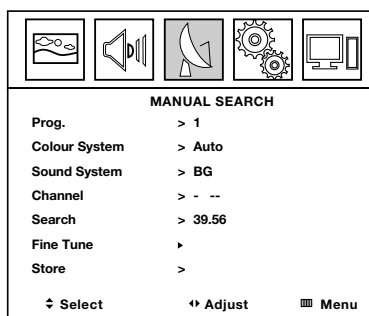 MANUAL SEARCH
Prog. > 1
Colour System > Auto
Sound System > BG
Channel > - --
Search > 39.56
Fine Tune ▸
Store >
Select Adjust Menu